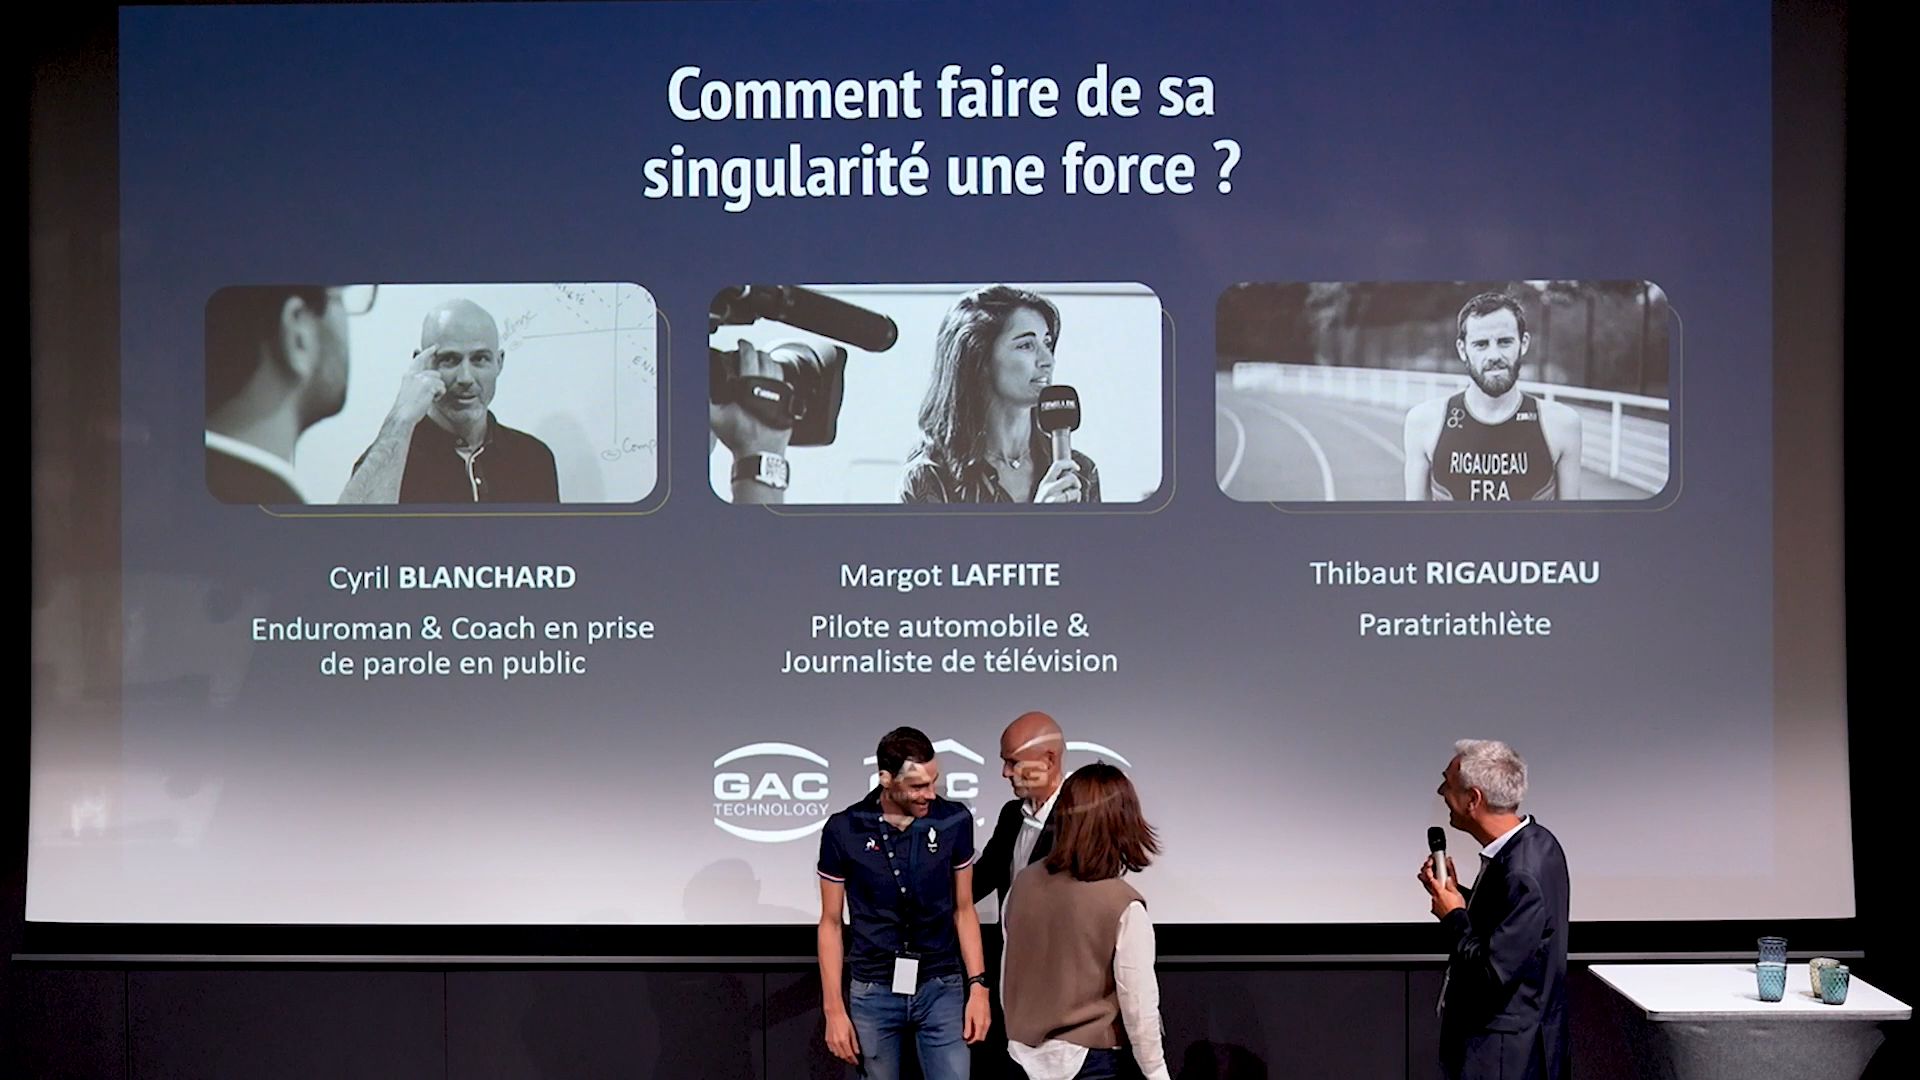 Comment faire de sa
singularité une force ?
RIGAUDEAU
FRA
Cyril BLANCHARD
Enduroman & Coach en prise
de parole en public
Margot LAFFITE
Pilote automobile &
Journaliste de télévision
Thibaut RIGAUDEAU
Paratriathlète
GAC
TECHNOLOGY